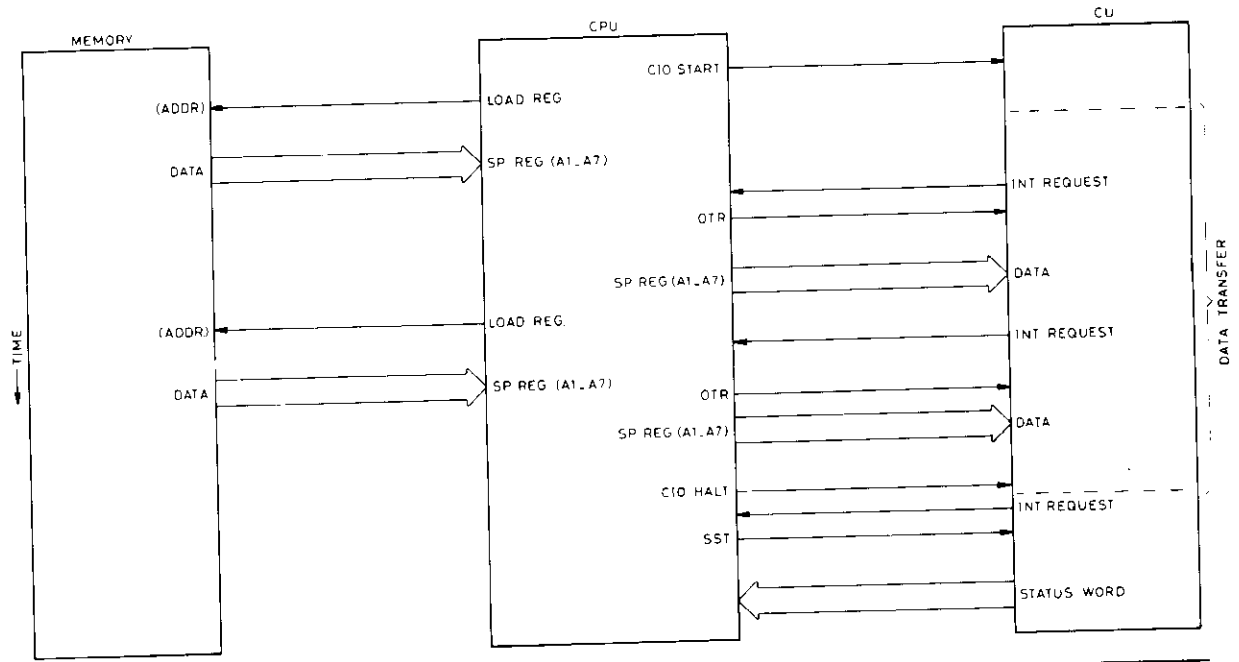 MEMORY
CPU
CU
CIO START
(ADDR)
LOAD REG
DATA
SP REG (A1_A7)
INT REQUEST
OTR
SP REG (A1_A7)
DATA
(ADDR)
LOAD REG.
INT REQUEST
DATA
SP REG (A1_A7)
OTR
SP REG (A1_A7)
DATA
CIO HALT
INT REQUEST
SST
STATUS WORD
TIME
DATA TRANSFER